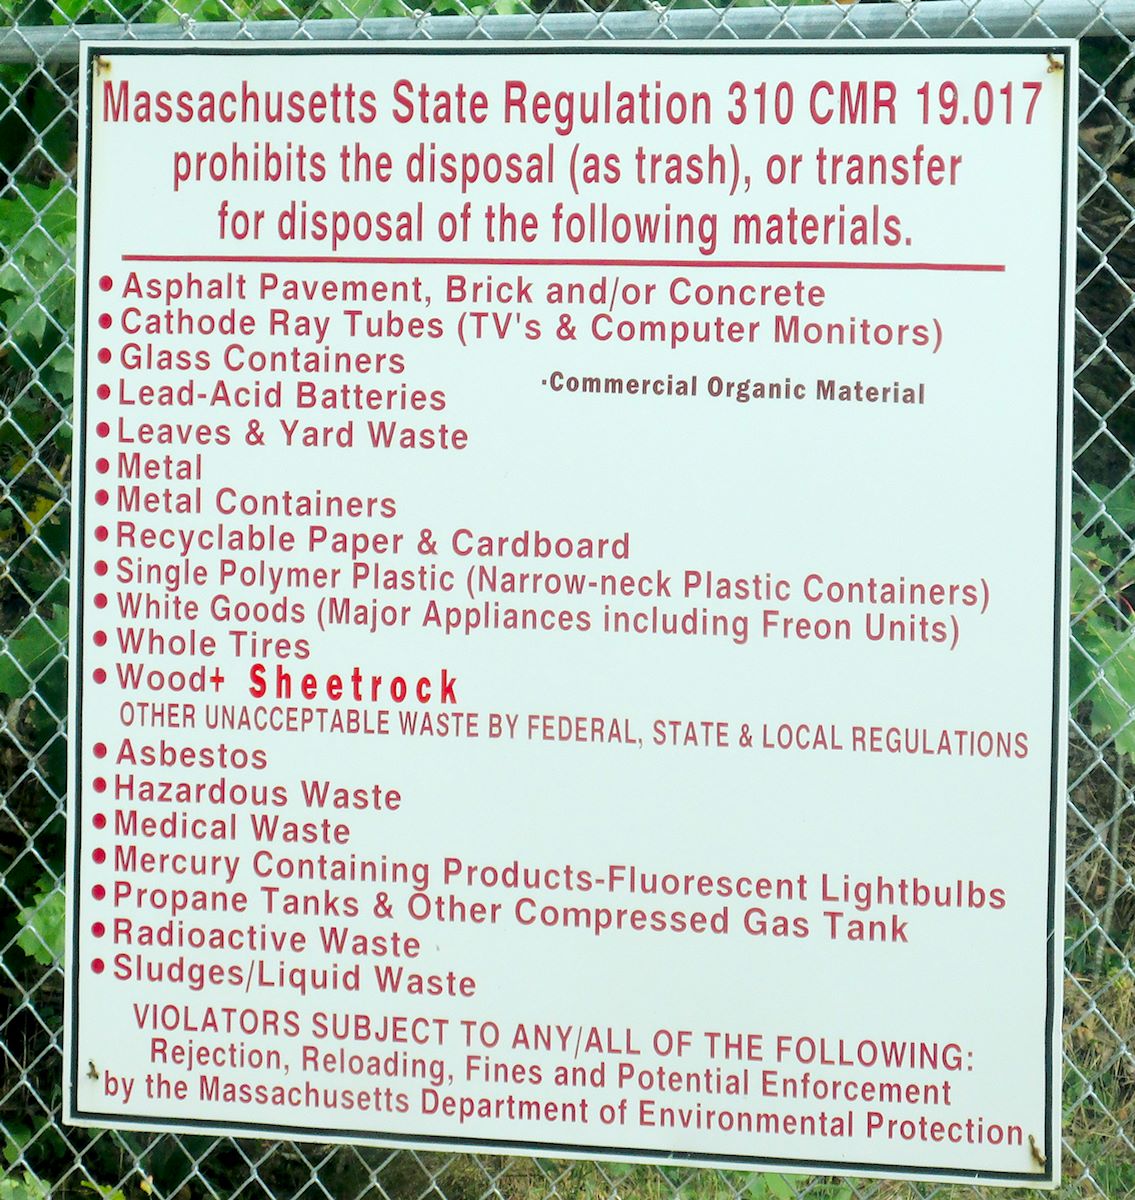 Massachusetts State Regulation 310 CMR 19.017
prohibits the disposal (as trash), or transfer
for disposal of the following materials.
• Asphalt Pavement, Brick and/or Concrete
• Cathode Ray Tubes (TV's & Computer Monitors)
• Glass Containers
·Commercial Organic Material
• Lead-Acid Batteries
• Leaves & Yard Waste
• Metal
• Metal Containers
• Recyclable Paper & Cardboard
• Single Polymer Plastic (Narrow-neck Plastic Containers)
• White Goods (Major Appliances including Freon Units)
• Whole Tires
• Wood+ Sheetrock
OTHER UNACCEPTABLE WASTE BY FEDERAL, STATE & LOCAL REGULATIONS
• Asbestos
• Hazardous Waste
• Medical Waste
• Mercury Containing Products-Fluorescent Lightbulbs
• Propane Tanks & Other Compressed Gas Tank
• Radioactive Waste
• Sludges/Liquid Waste
VIOLATORS SUBJECT TO ANY/ALL OF THE FOLLOWING:
Rejection, Reloading, Fines and Potential Enforcement
by the Massachusetts Department of Environmental Protection